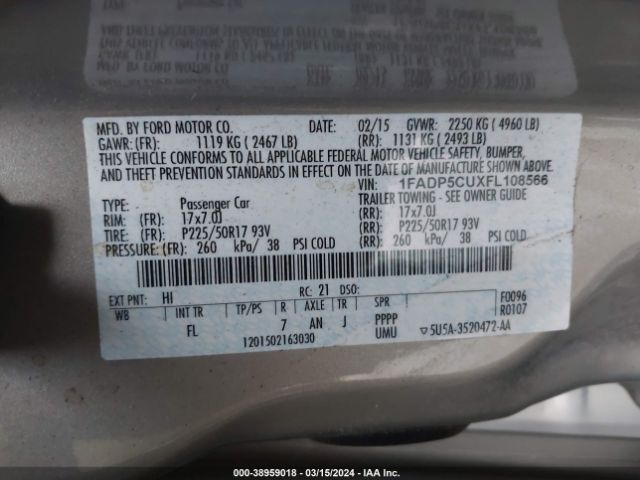 MFD. BY FORD MOTOR CO. DATE: 02/15 GVWR: 2250 KG ( 4960 LB)
GAWR: (FR): 1119 KG ( 2467 LB) (RR): 1131 KG ( 2493 LB)
THIS VEHICLE CONFORMS TO ALL APPLICABLE FEDERAL MOTOR VEHICLE SAFETY, BUMPER,
AND THEFT PREVENTION STANDARDS IN EFFECT ON THE DATE OF MANUFACTURE SHOWN ABOVE.
VIN: 1FADP5CUXFL108566
TYPE: Passenger Car TRAILER TOWING - SEE OWNER GUIDE
RIM: (FR): 17x7.0J (RR): 17x7.0J
TIRE: (FR): P225/50R17 93V (RR): P225/50R17 93V
PRESSURE: (FR): 260 kPa/ 38 PSI COLD (RR): 260 kPa/ 38 PSI COLD
EXT PNT: HI RC: 21 DSO: F0096
WB INT TR TP/PS R AXLE TR SPR R0107
FL 7 AN J PPPP
1201502163030 UMU ▽5U5A-3520472-AA
000-38959018 - 03/15/2024 - IAA Inc.